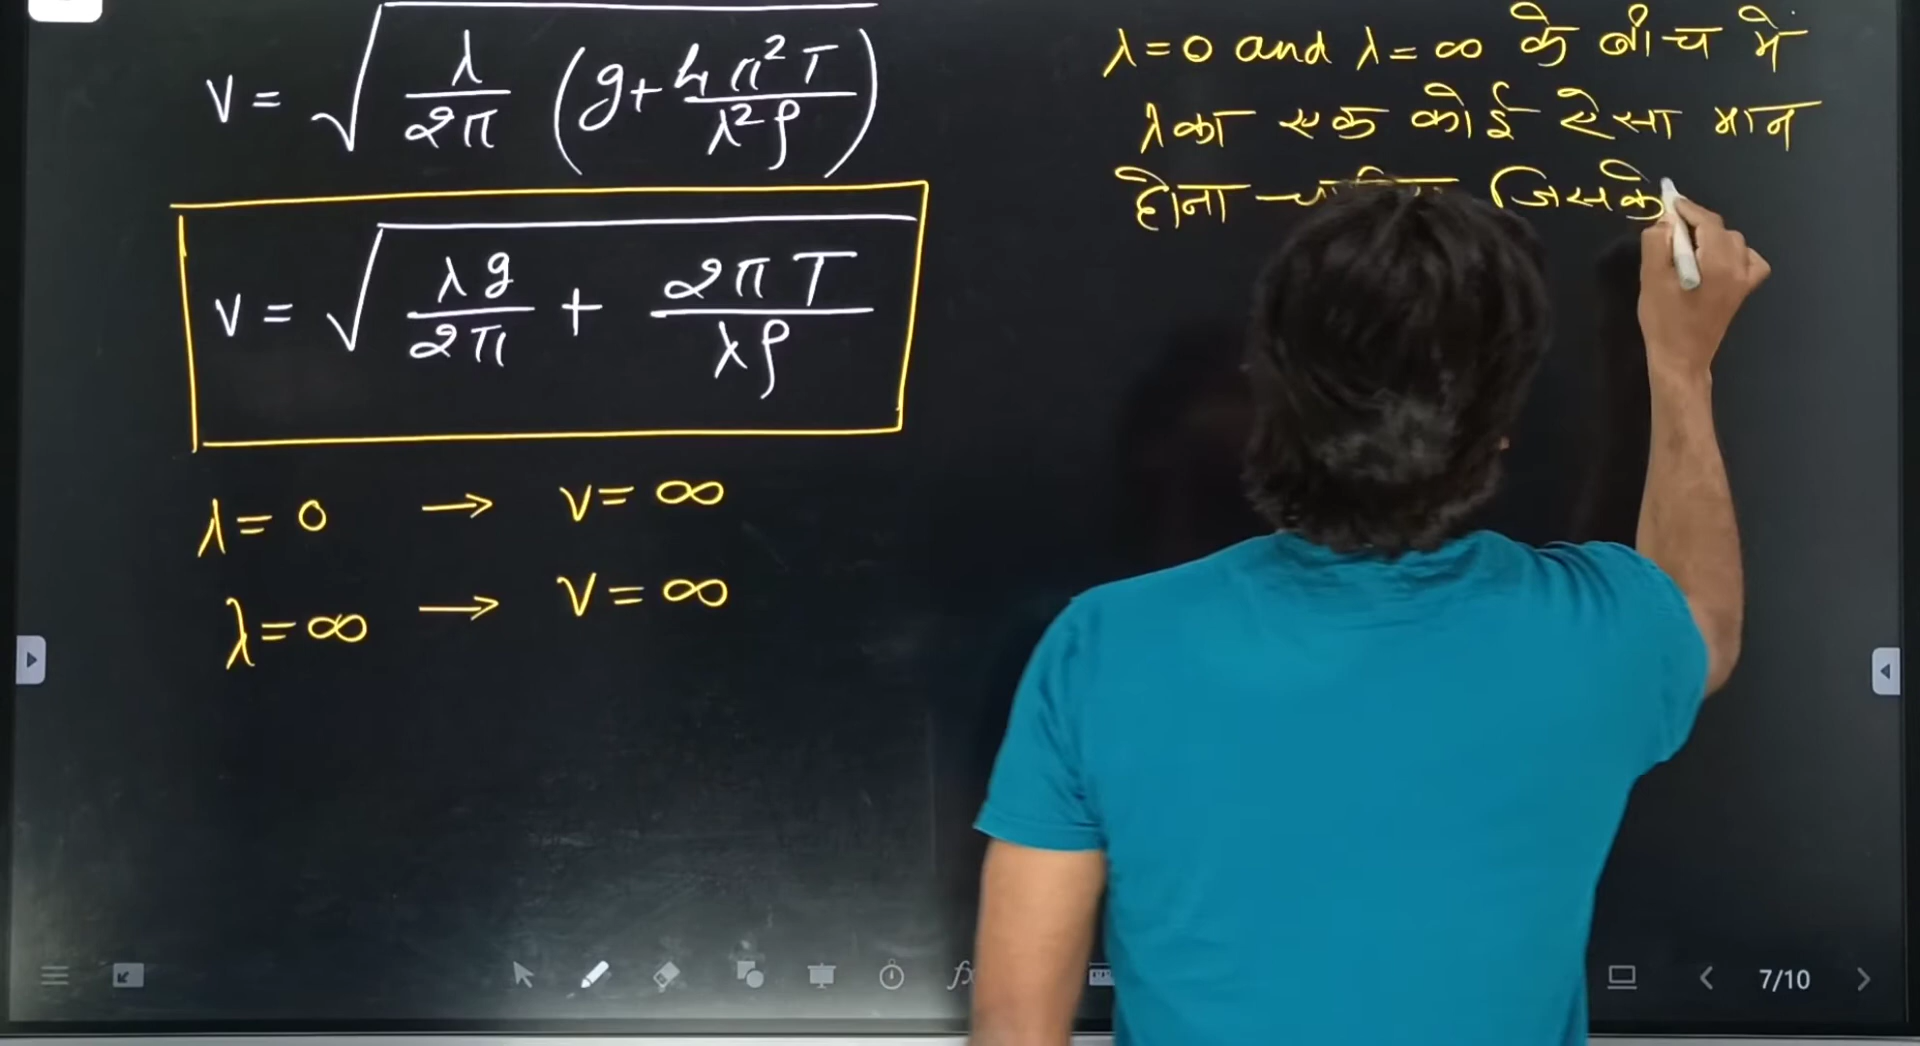 v = √(λ/2π (g + 4π²T/λ²ρ))
v = √(λg/2π + 2πT/λρ)
λ = 0 → v = ∞
λ = ∞ → v = ∞
λ = 0 and λ = ∞ के बीच में
λ का एक कोई ऐसा मान
होना जिसके
7/10